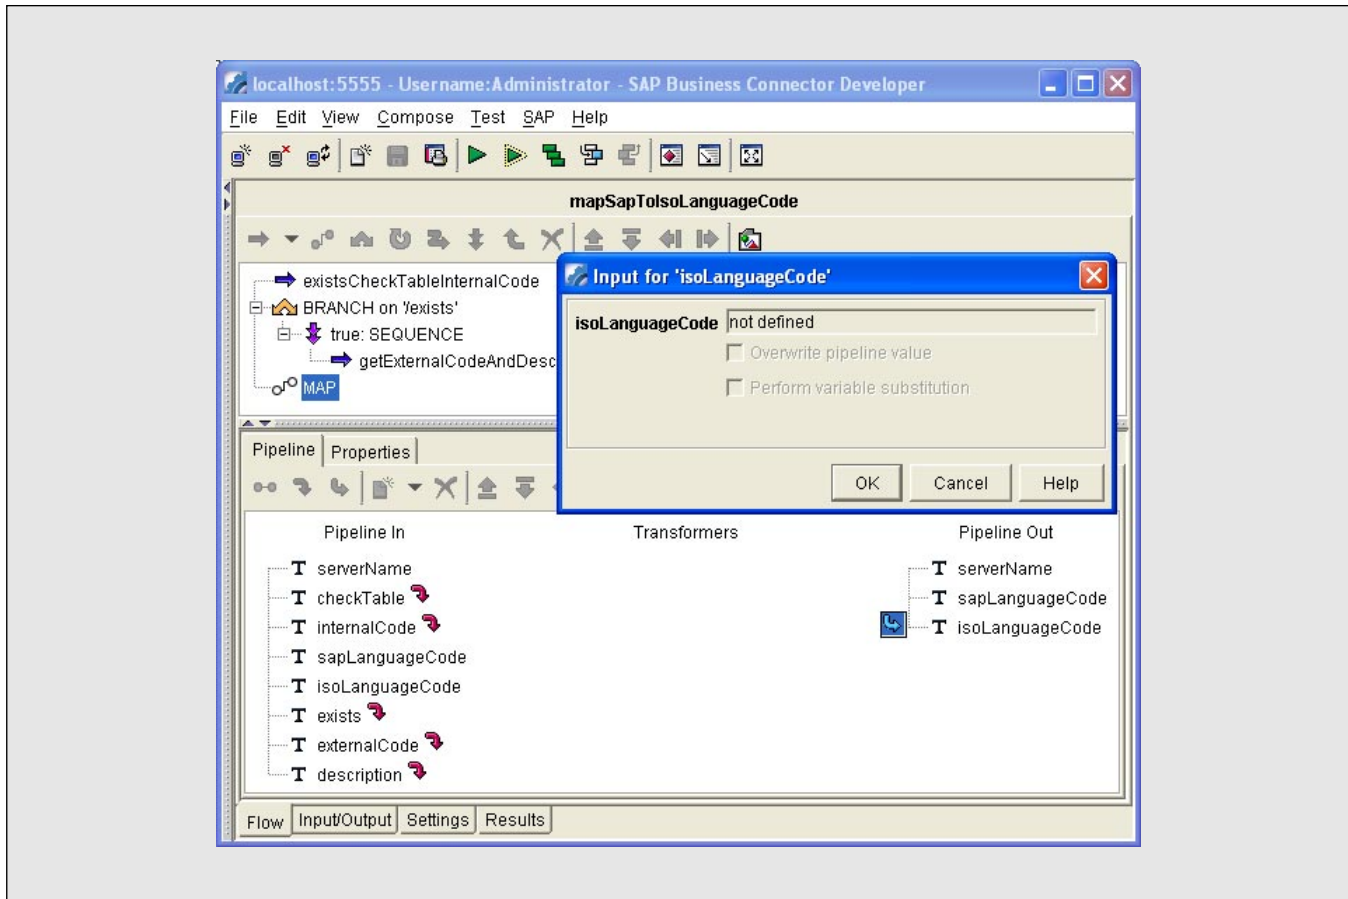 localhost:5555 - Username:Administrator - SAP Business Connector Developer
File Edit View Compose Test SAP Help
mapSapToIsoLanguageCode
existsCheckTableInternalCode
BRANCH on '/exists'
true: SEQUENCE
getExternalCodeAndDesc
MAP
Input for 'isoLanguageCode'
isoLanguageCode not defined
Overwrite pipeline value
Perform variable substitution
OK Cancel Help
Pipeline Properties
Pipeline In Transformers Pipeline Out
T serverName T serverName
T checkTable T sapLanguageCode
T internalCode T isoLanguageCode
T sapLanguageCode
T isoLanguageCode
T exists
T externalCode
T description
Flow Input/Output Settings Results